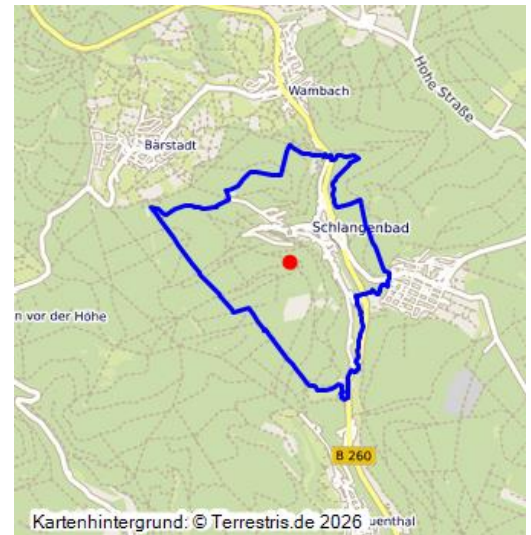 Hohe Straße
Wambach
Bärstadt
Schlangenbad
n vor der Höhe
B 260
Kartenhintergrund: © Terrestris.de 2026
uenthal